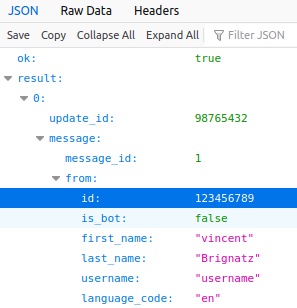 JSON Raw Data Headers
Save Copy Collapse All Expand All Filter JSON
ok: true
result:
0:
update_id: 98765432
message:
message_id: 1
from:
id: 123456789
is_bot: false
first_name: "vincent"
last_name: "Brignatz"
username: "username"
language_code: "en"